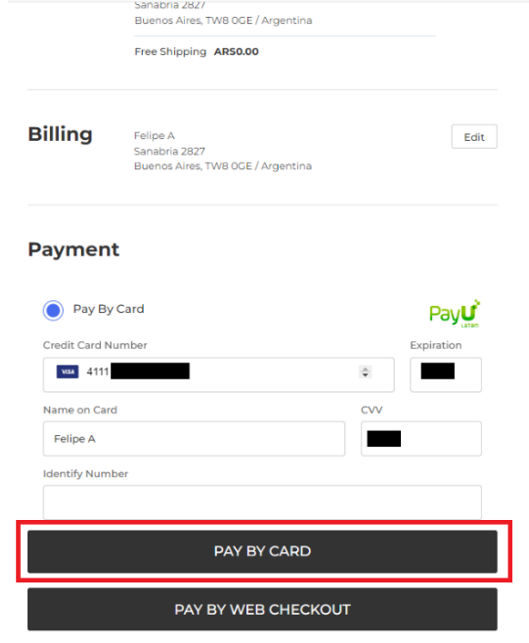 Sanabria 2827
Buenos Aires, TW8 0GE / Argentina
Free Shipping ARS0.00
Billing
Felipe A
Edit
Sanabria 2827
Buenos Aires, TW8 0GE / Argentina
Payment
Pay By Card
PayU
LATAM
Credit Card Number
Expiration
VISA 4111
Name on Card
CVV
Felipe A
Identify Number
PAY BY CARD
PAY BY WEB CHECKOUT